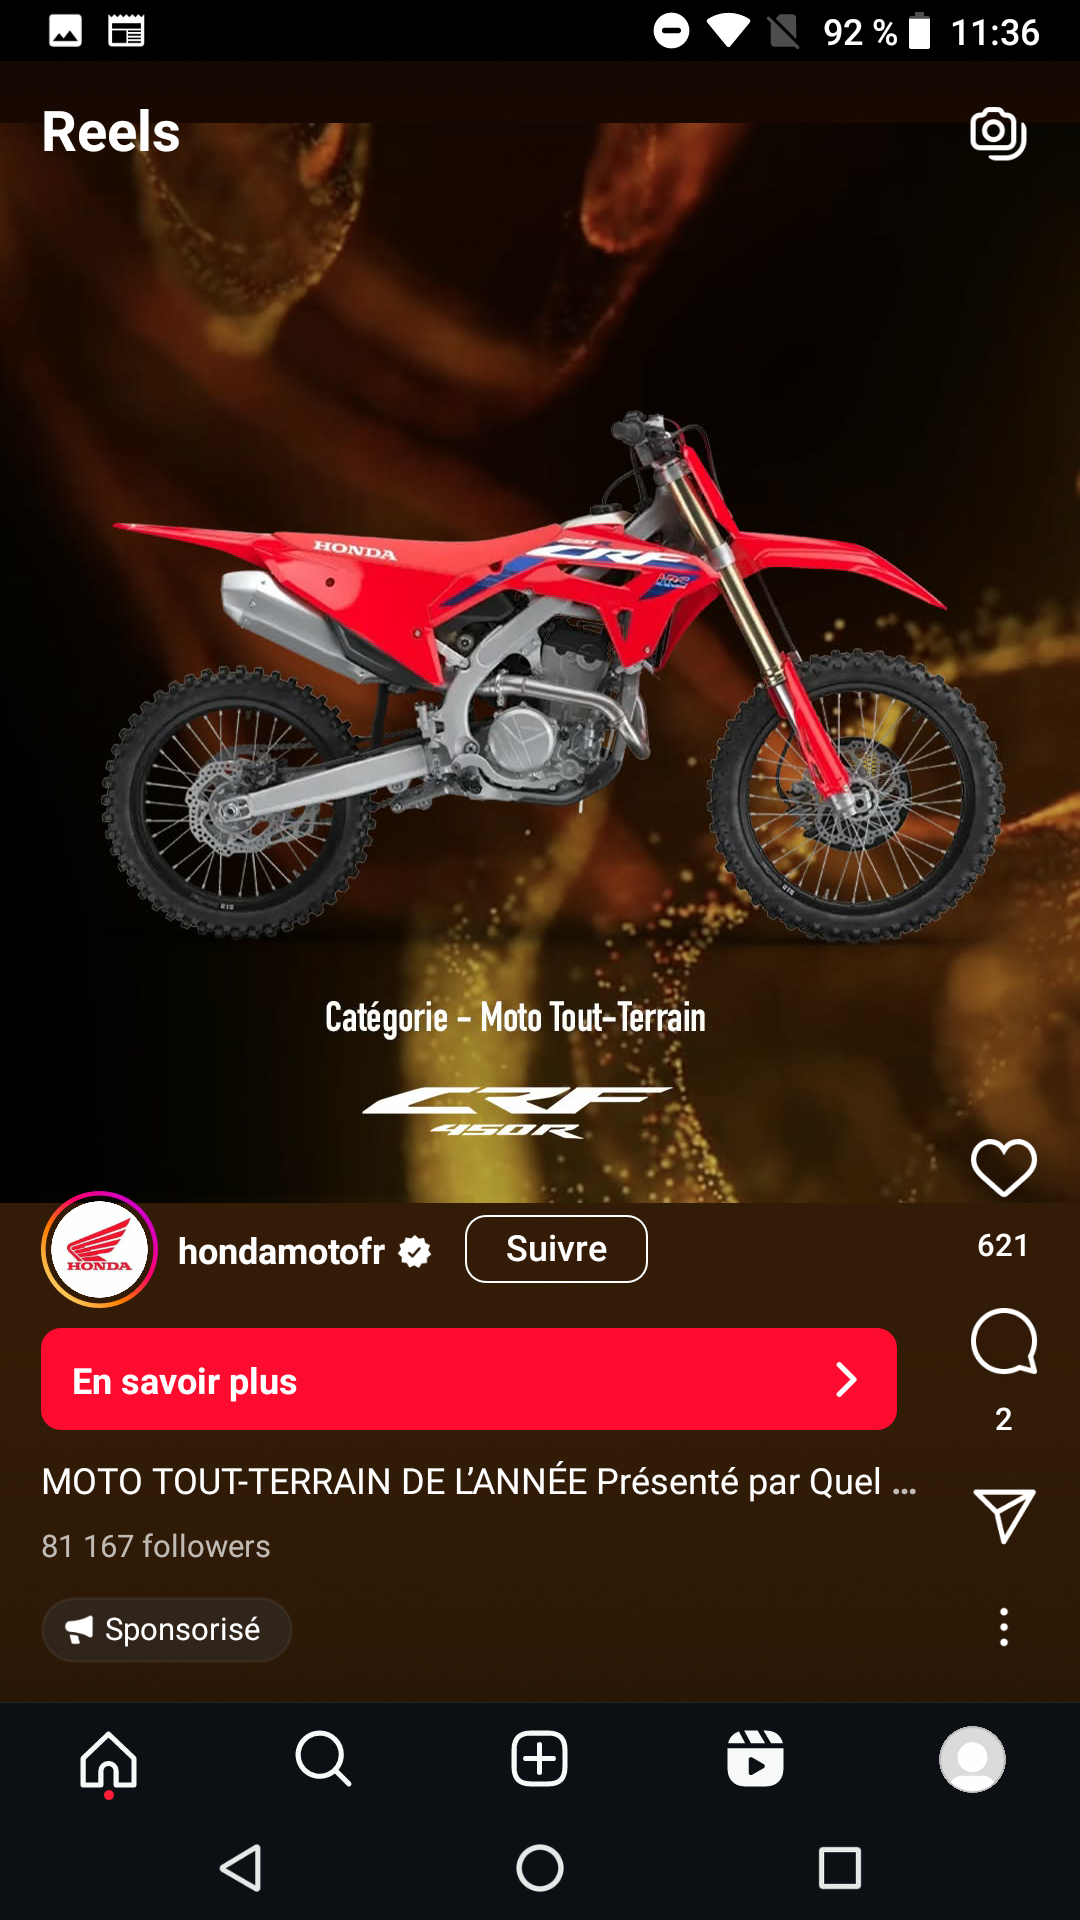 92 % 11:36
Reels
HONDA
CRF
HRC
Catégorie - Moto Tout-Terrain
CRF
450R
HONDA
hondamotofr
Suivre
621
En savoir plus
2
MOTO TOUT-TERRAIN DE L’ANNÉE Présenté par Quel ...
81 167 followers
Sponsorisé